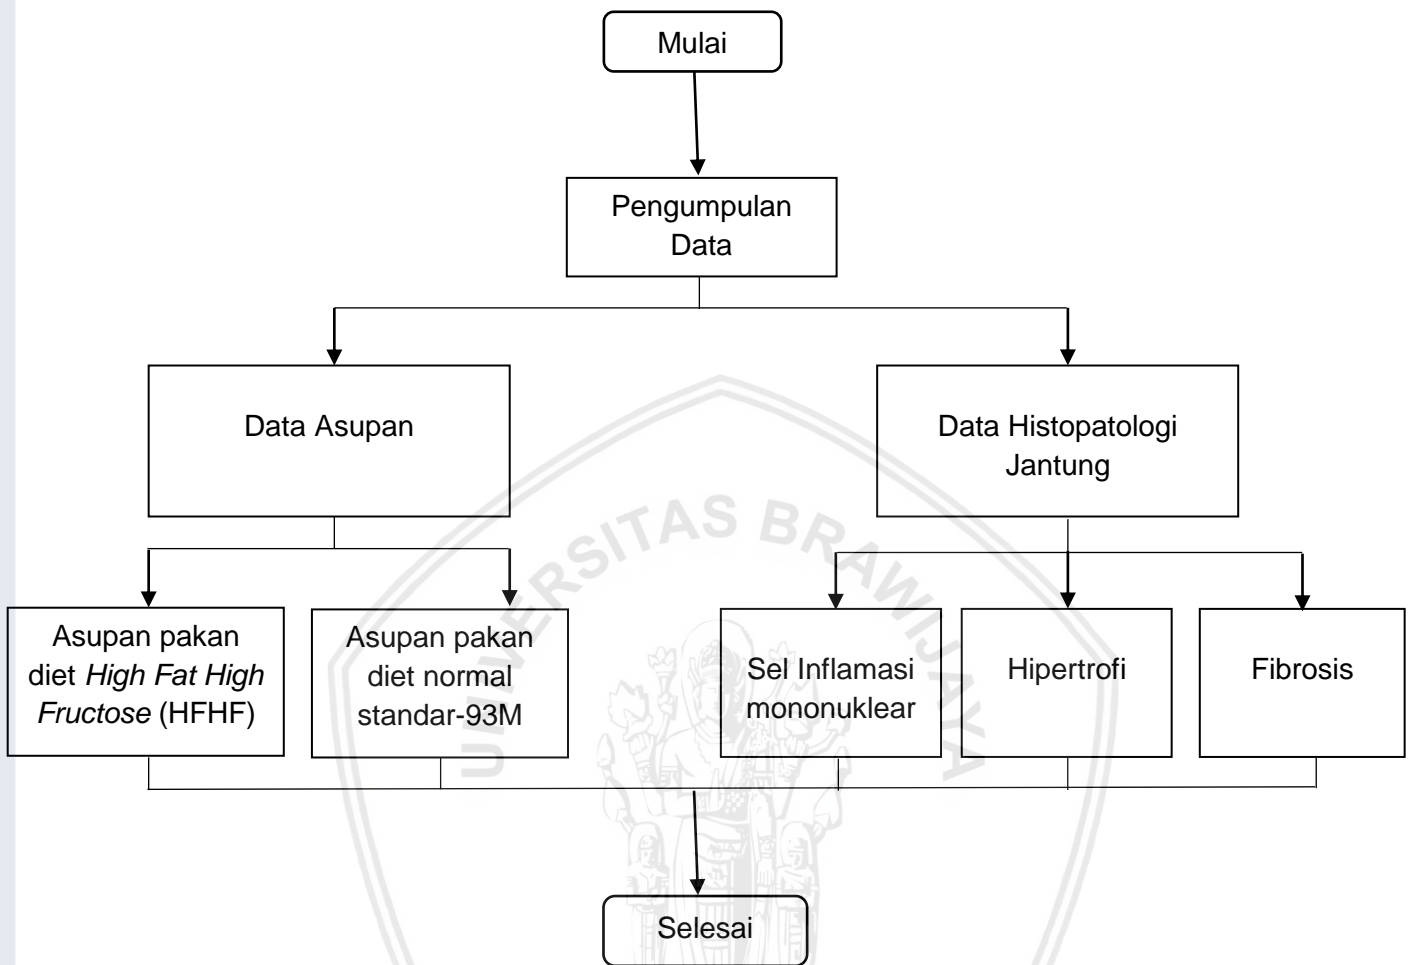 Mulai
Pengumpulan
Data
Data Asupan
Data Histopatologi
Jantung
Asupan pakan
diet High Fat High
Fructose (HFHF)
Asupan pakan
diet normal
standar-93M
Sel Inflamasi
mononuklear
Hipertrofi
Fibrosis
Selesai
UNIVERSITAS BRAWIJAYA